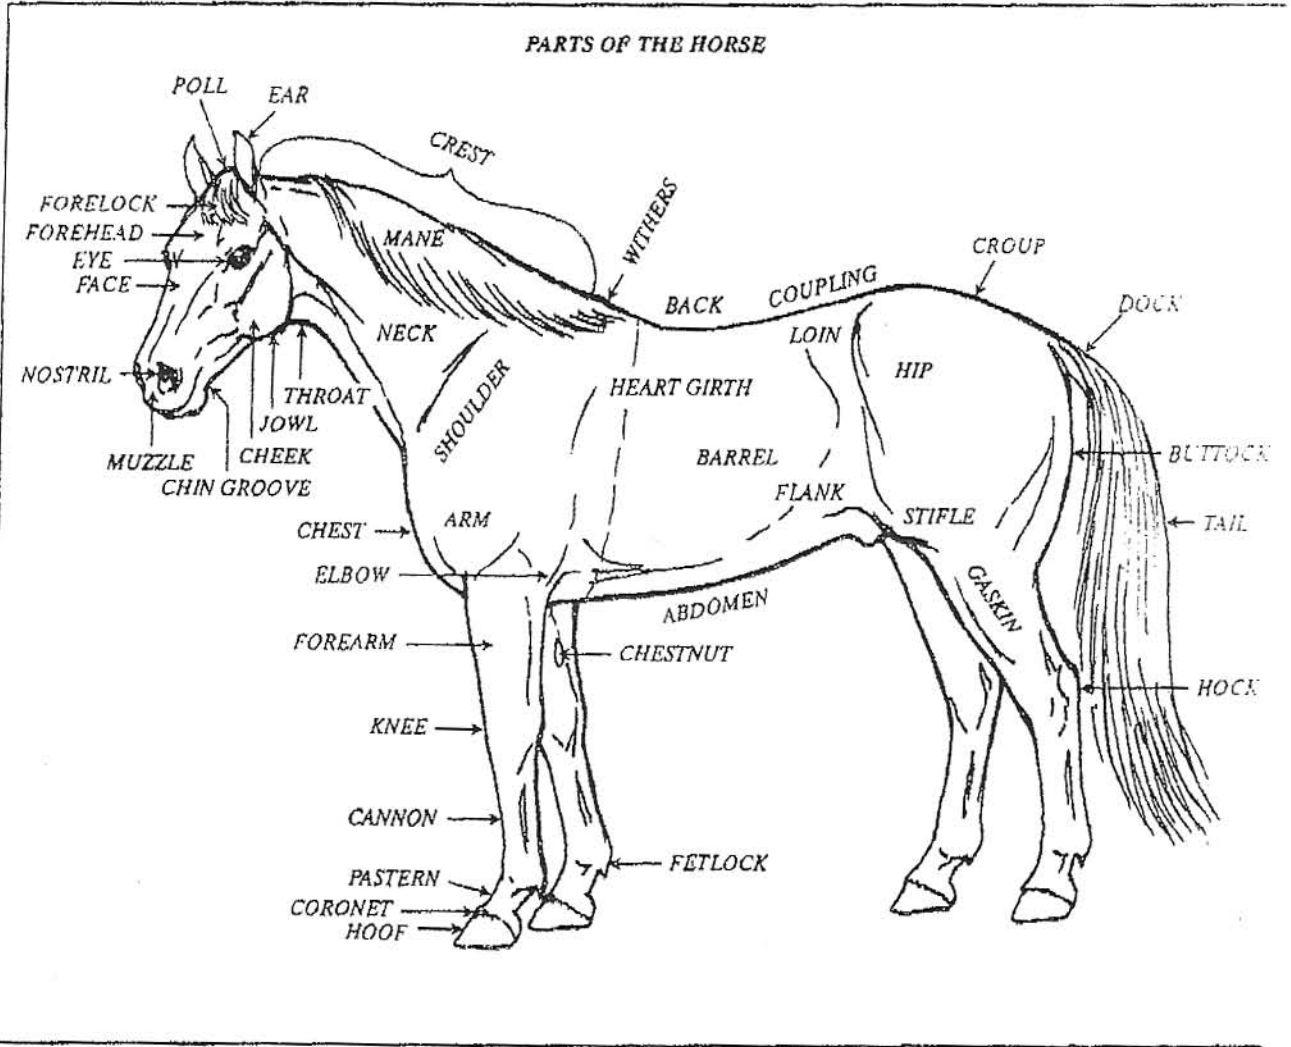 PARTS OF THE HORSE
POLL
EAR
CREST
FORELOCK
FOREHEAD
EYE
FACE
MANE
WITHERS
BACK
COUPLING
CROUP
DOCK
NOSTRIL
NECK
SHOULDER
LOIN
HIP
HEART GIRTH
THROAT
JOWL
CHEEK
MUZZLE
CHIN GROOVE
BARREL
BUTTOCK
FLANK
STIFLE
TAIL
CHEST
ARM
ELBOW
ABDOMEN
GASKIN
FOREARM
CHESTNUT
HOCK
KNEE
CANNON
FETLOCK
PASTERN
CORONET
HOOF